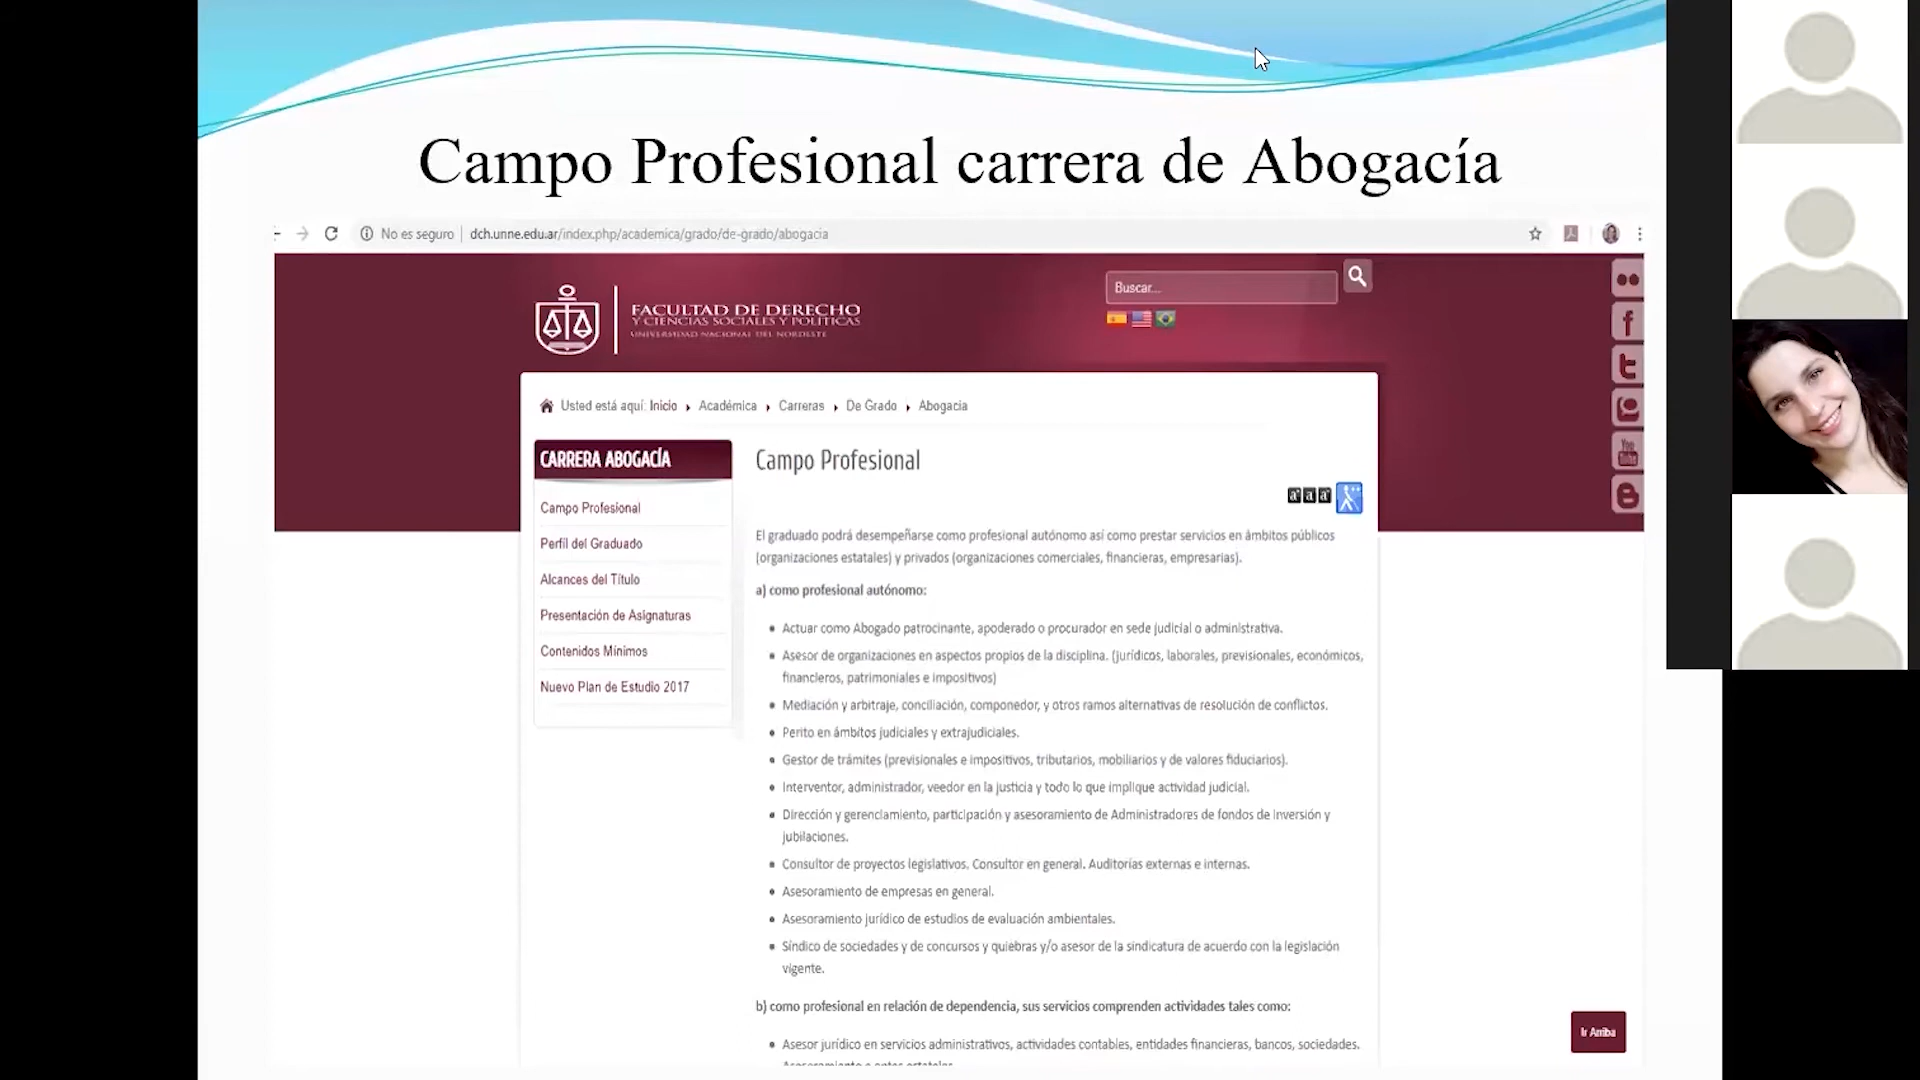 Campo Profesional carrera de Abogacía
No es seguro | dch.unne.edu.ar/index.php/academica/grado/de-grado/abogacia
FACULTAD DE DERECHO
Y CIENCIAS SOCIALES Y POLITICAS
UNIVERSIDAD NACIONAL DEL NORDESTE
Buscar...
Usted está aquí: Inicio Académica Carreras De Grado Abogacia
CARRERA ABOGACÍA
Campo Profesional
Perfil del Graduado
Alcances del Título
Presentación de Asignaturas
Contenidos Mínimos
Nuevo Plan de Estudio 2017
Campo Profesional
a a a
El graduado podrá desempeñarse como profesional autónomo así como prestar servicios en ámbitos públicos
(organizaciones estatales) y privados (organizaciones comerciales, financieras, empresarias).
a) como profesional autónomo:
Actuar como Abogado patrocinante, apoderado o procurador en sede judicial o administrativa.
Asesor de organizaciones en aspectos propios de la disciplina. (jurídicos, laborales, previsionales, económicos,
financieros, patrimoniales e impositivos)
Mediación y arbitraje, conciliación, componedor, y otros ramos alternativas de resolución de conflictos.
Perito en ámbitos judiciales y extrajudiciales.
Gestor de trámites (previsionales e impositivos, tributarios, mobiliarios y de valores fiduciarios).
Interventor, administrador, veedor en la justicia y todo lo que implique actividad judicial.
Dirección y gerenciamiento, participación y asesoramiento de Administradores de fondos de inversión y
jubilaciones.
Consultor de proyectos legislativos. Consultor en general. Auditorías externas e internas.
Asesoramiento de empresas en general.
Asesoramiento jurídico de estudios de evaluación ambientales.
Síndico de sociedades y de concursos y quiebras y/o asesor de la sindicatura de acuerdo con la legislación
vigente.
b) como profesional en relación de dependencia, sus servicios comprenden actividades tales como:
Asesor jurídico en servicios administrativos, actividades contables, entidades financieras, bancos, sociedades.
You Tube
Ir Arriba